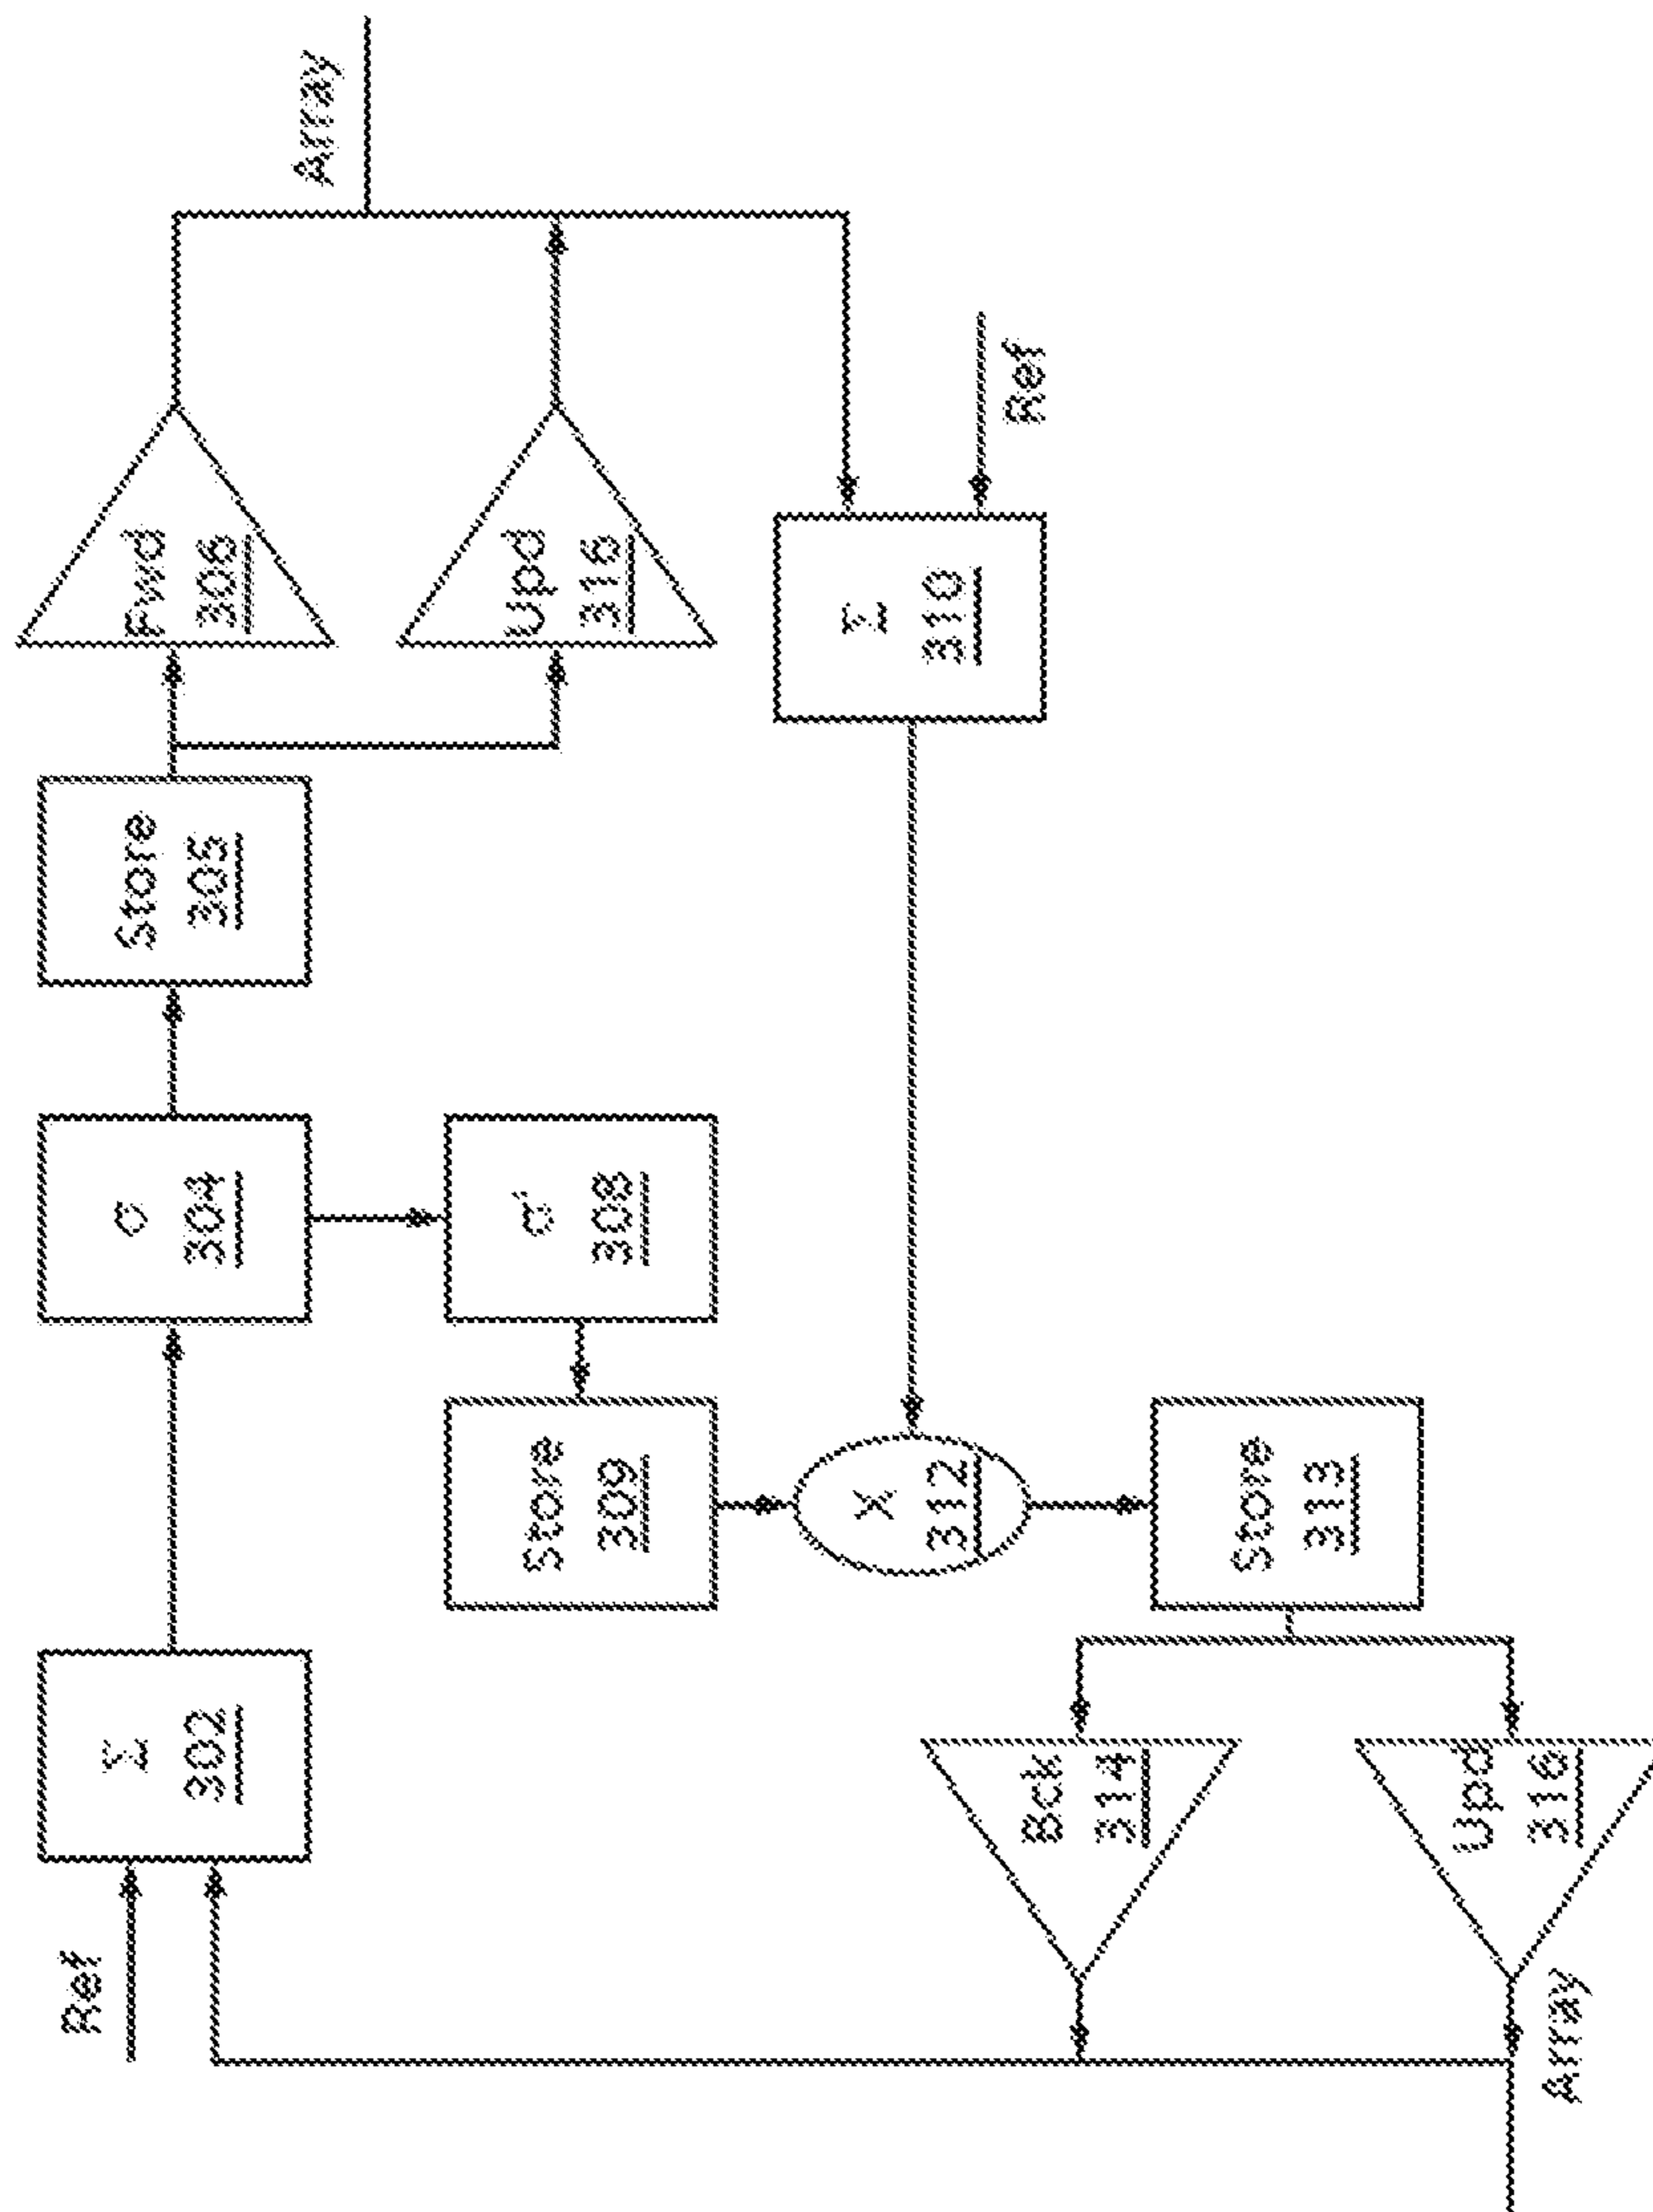 Ref
Σ
302
σ
304
Store
305
Fwd
306
Array
Store
309
σ'
308
Upd
316
X
312
Σ
310
Ref
Bck
314
Store
313
Upd
316
Array